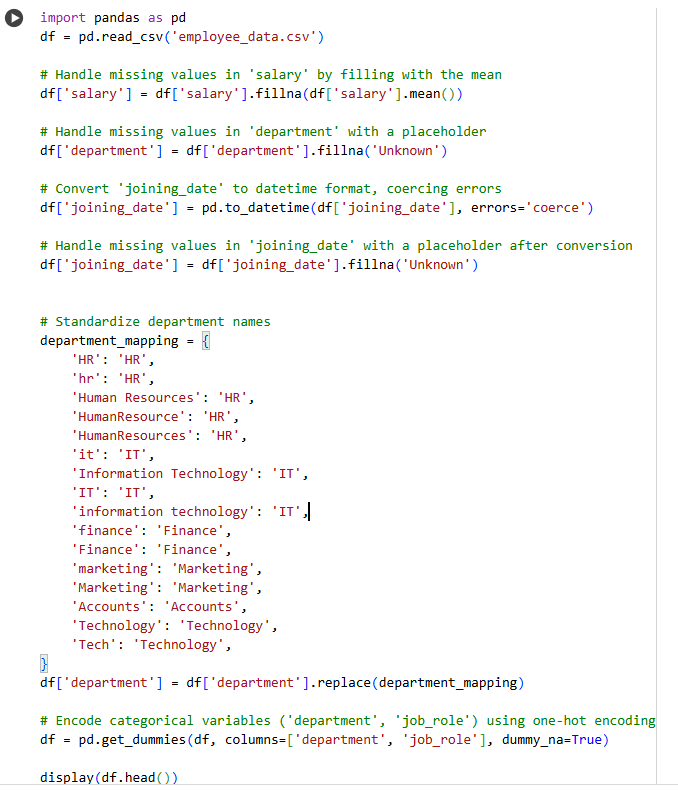 import pandas as pd
df = pd.read_csv('employee_data.csv')

# Handle missing values in 'salary' by filling with the mean
df['salary'] = df['salary'].fillna(df['salary'].mean())

# Handle missing values in 'department' with a placeholder
df['department'] = df['department'].fillna('Unknown')

# Convert 'joining_date' to datetime format, coercing errors
df['joining_date'] = pd.to_datetime(df['joining_date'], errors='coerce')

# Handle missing values in 'joining_date' with a placeholder after conversion
df['joining_date'] = df['joining_date'].fillna('Unknown')


# Standardize department names
department_mapping = {
    'HR': 'HR',
    'hr': 'HR',
    'Human Resources': 'HR',
    'HumanResource': 'HR',
    'HumanResources': 'HR',
    'it': 'IT',
    'Information Technology': 'IT',
    'IT': 'IT',
    'information technology': 'IT',
    'finance': 'Finance',
    'Finance': 'Finance',
    'marketing': 'Marketing',
    'Marketing': 'Marketing',
    'Accounts': 'Accounts',
    'Technology': 'Technology',
    'Tech': 'Technology',
}
df['department'] = df['department'].replace(department_mapping)

# Encode categorical variables ('department', 'job_role') using one-hot encoding
df = pd.get_dummies(df, columns=['department', 'job_role'], dummy_na=True)

display(df.head())